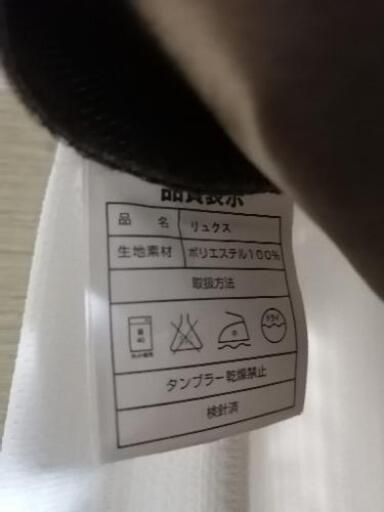 品質表示
品 名 リュクス
生地素材 ポリエステル100%
取扱方法
40 ドライ
タンブラー乾燥禁止
検針済